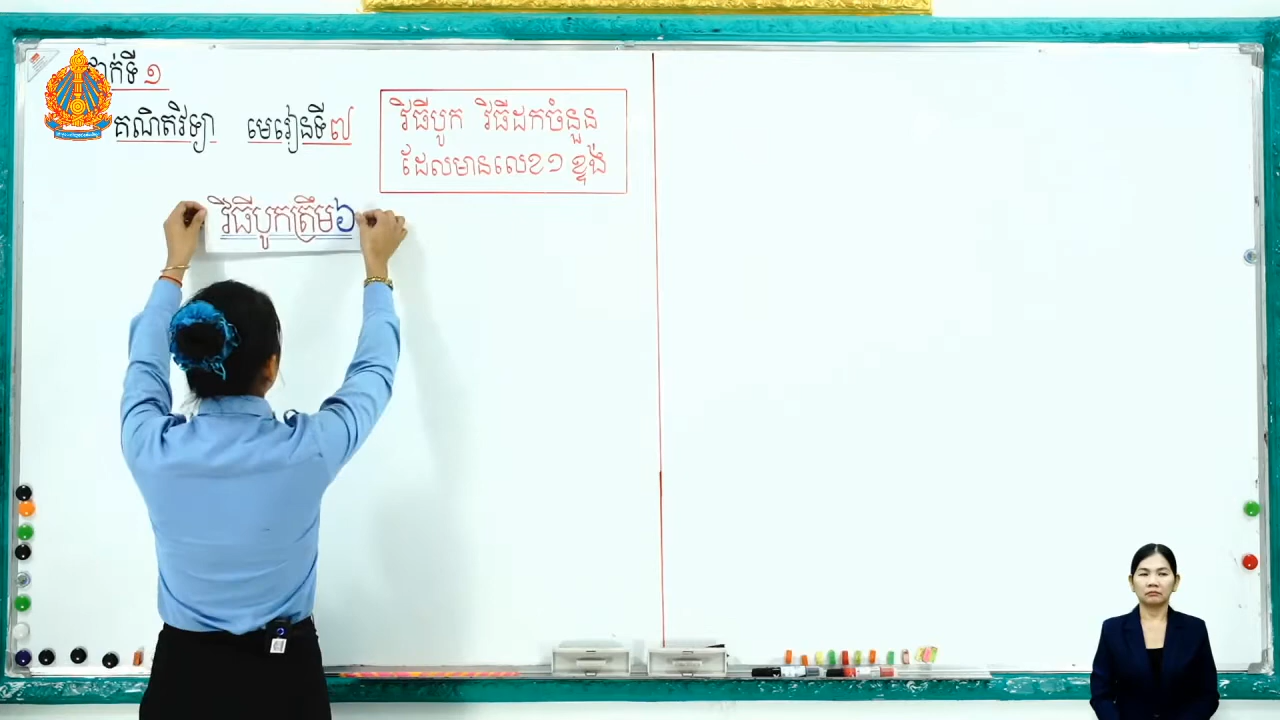 ថ្នាក់ទី ១
គណិតវិទ្យា មេរៀនទី៧
វិធីបូក វិធីដកចំនួន
ដែលមានលេខ១ ខ្ទង់
វិធីបូកត្រឹម៦